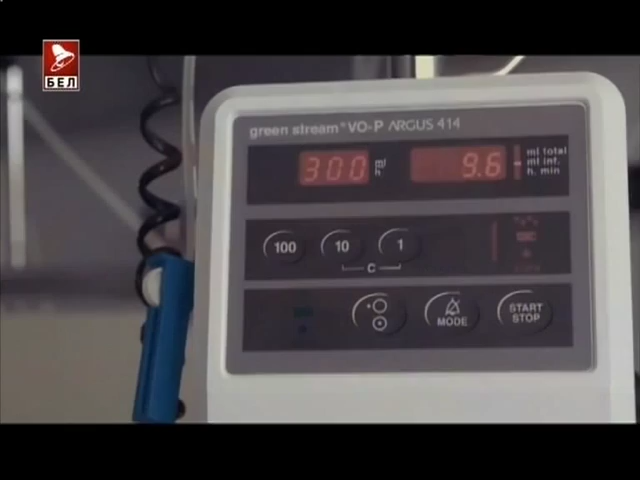 БЕЛ
green stream® VO-P ARGUS 414
300 ml/h 9.6 ml total
ml int.
h. min
100 10 1
C
MODE
START
STOP